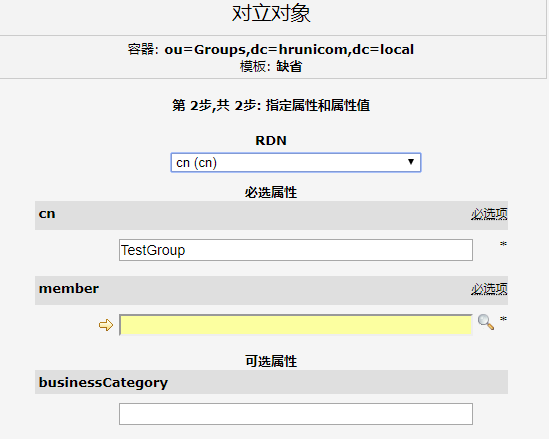 对立对象
容器: ou=Groups,dc=hrunicom,dc=local
模板: 缺省
第 2步,共 2步: 指定属性和属性值
RDN
cn (cn)
必选属性
cn 必选项
TestGroup *
member 必选项
*
可选属性
businessCategory